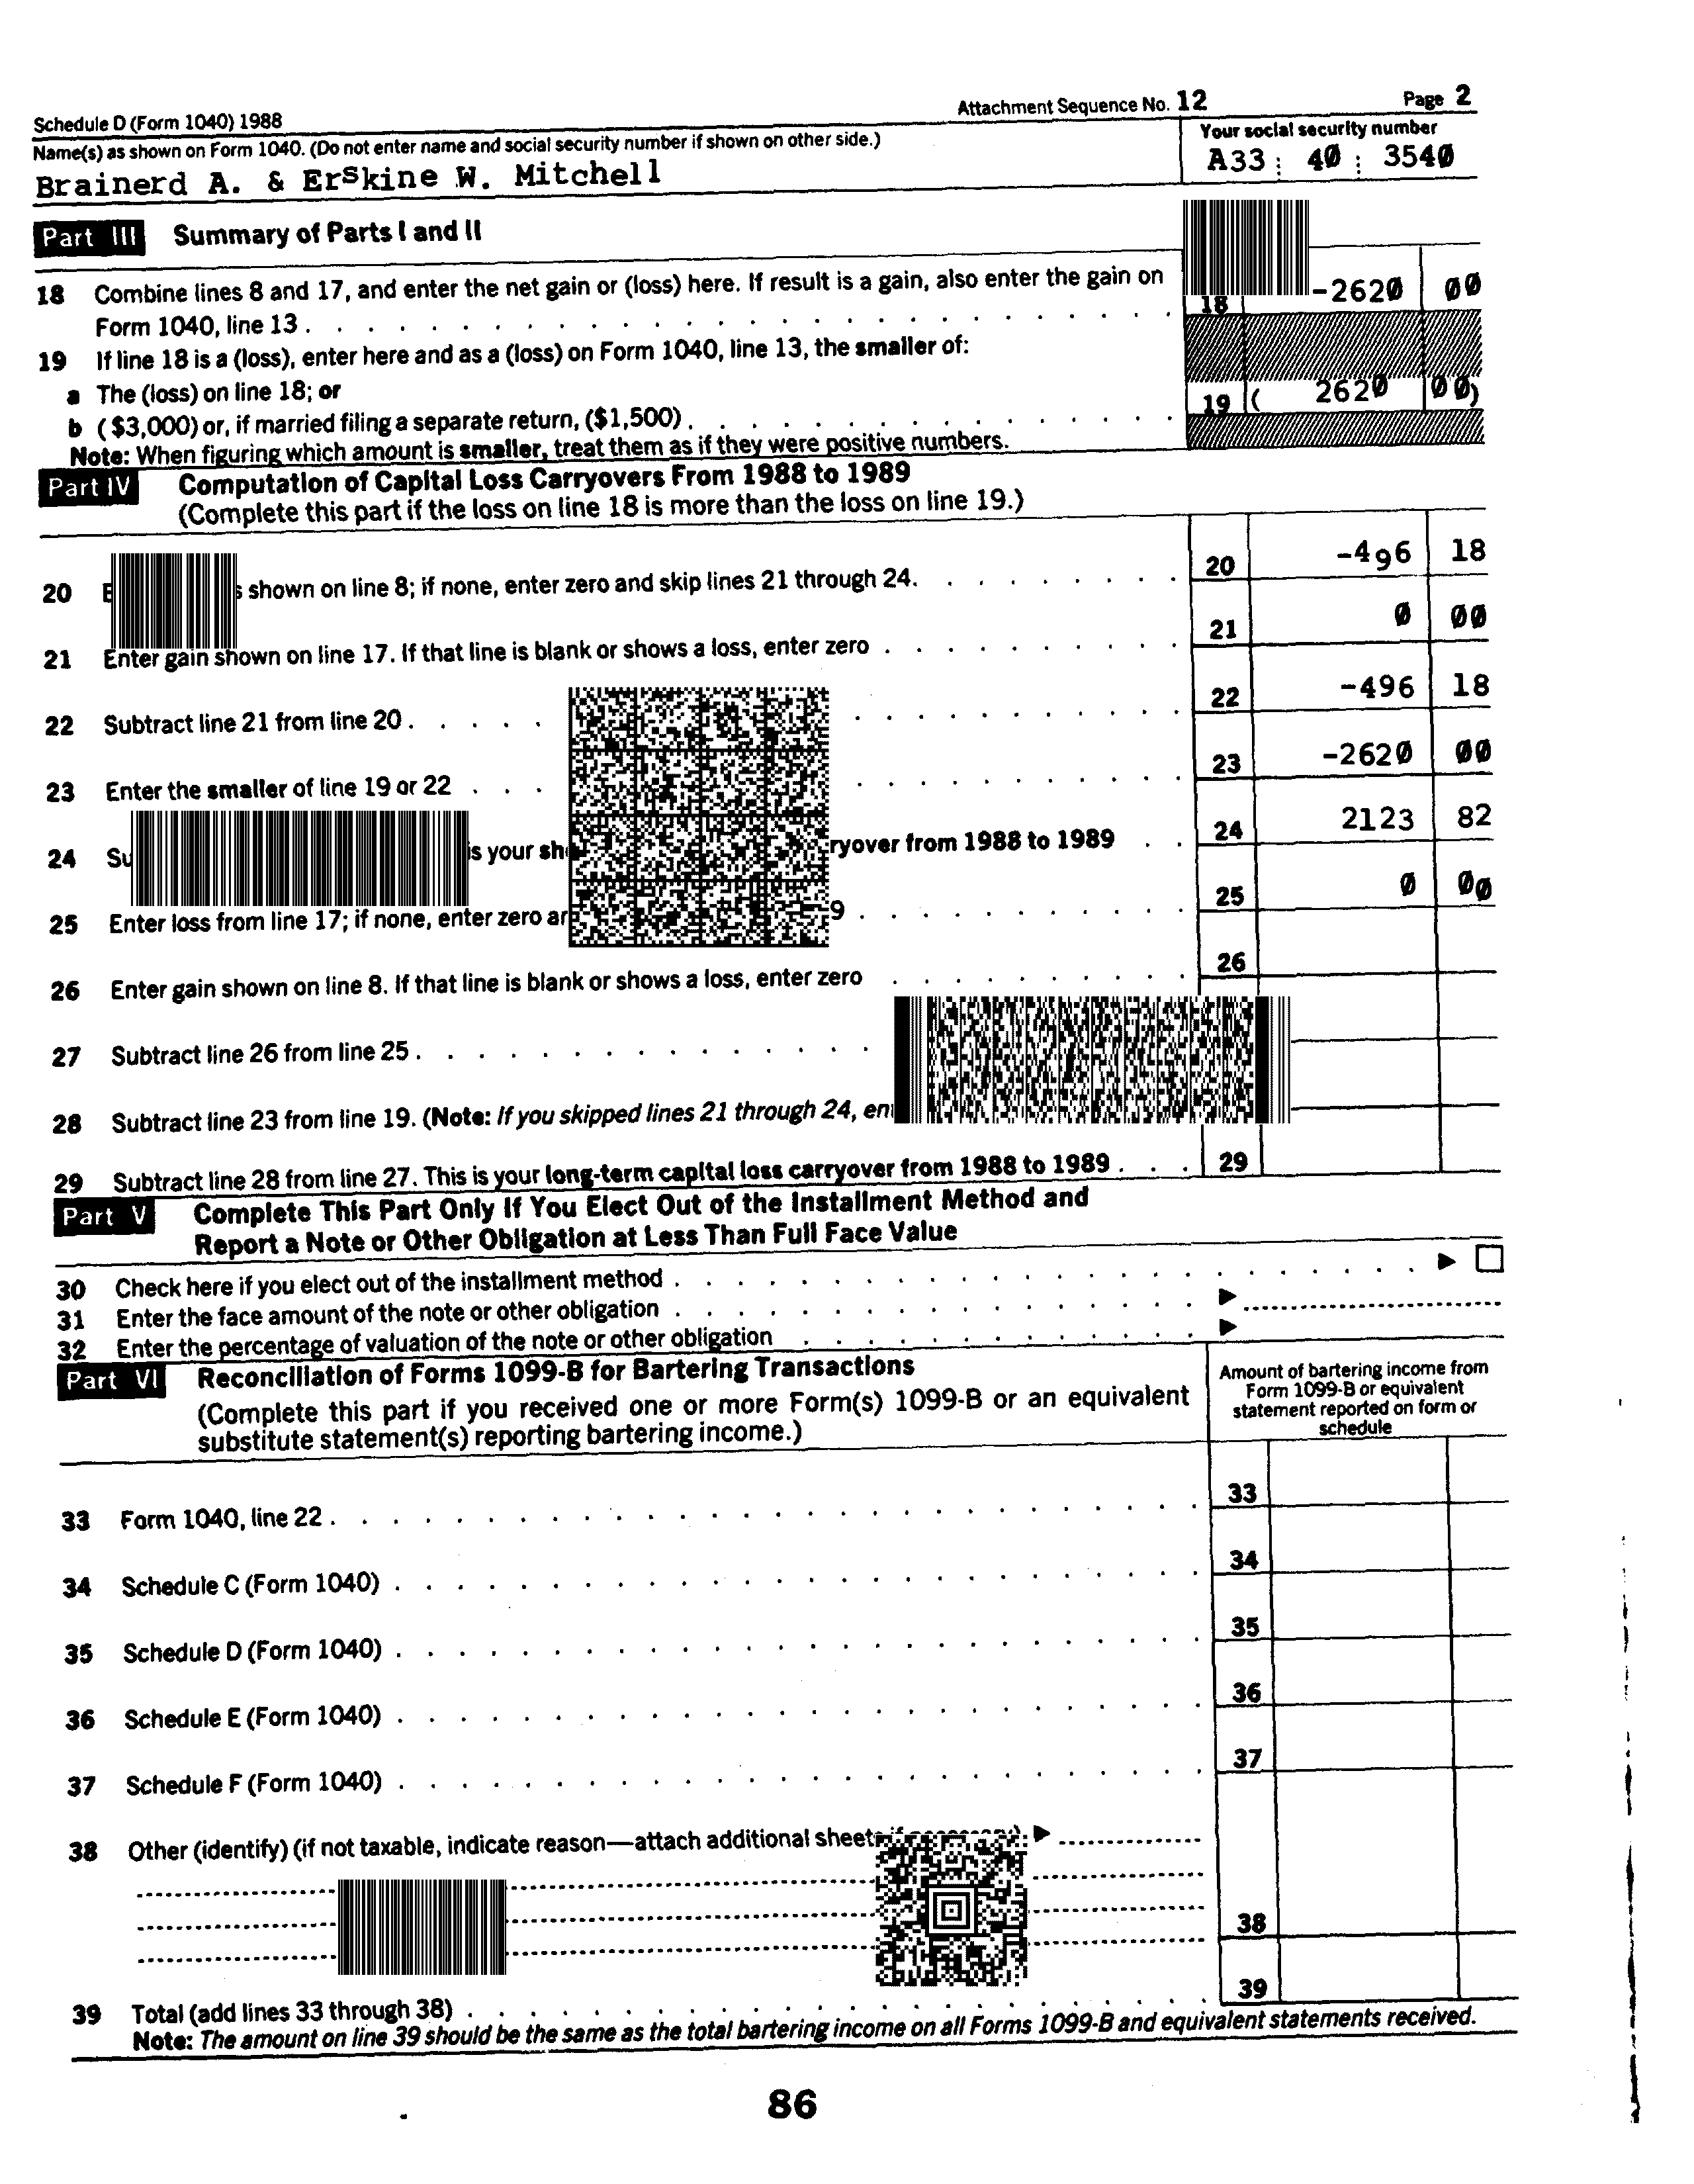 Schedule D (Form 1040) 1988 Attachment Sequence No. 12 Page 2
Name(s) as shown on Form 1040. (Do not enter name and social security number if shown on other side.) Your social security number
Brainerd A. & Erskine W. Mitchell A33 40 3540
Part III Summary of Parts I and II
18 Combine lines 8 and 17, and enter the net gain or (loss) here. If result is a gain, also enter the gain on
Form 1040, line 13 18 -2620 00
19 If line 18 is a (loss), enter here and as a (loss) on Form 1040, line 13, the smaller of:
a The (loss) on line 18; or
b ($3,000) or, if married filing a separate return, ($1,500) 19 ( 2620 00)
Note: When figuring which amount is smaller, treat them as if they were positive numbers.
Part IV Computation of Capital Loss Carryovers From 1988 to 1989
(Complete this part if the loss on line 18 is more than the loss on line 19.)
20 shown on line 8; if none, enter zero and skip lines 21 through 24. 20 -496 18
21 Enter gain shown on line 17. If that line is blank or shows a loss, enter zero 21 0 00
22 Subtract line 21 from line 20 22 -496 18
23 Enter the smaller of line 19 or 22 23 -2620 00
24 is your from 1988 to 1989 24 2123 82
25 Enter loss from line 17; if none, enter zero 25 0 00
26 Enter gain shown on line 8. If that line is blank or shows a loss, enter zero 26
27 Subtract line 26 from line 25
28 Subtract line 23 from line 19. (Note: If you skipped lines 21 through 24,
29 Subtract line 28 from line 27. This is your long-term capital loss carryover from 1988 to 1989 29
Part V Complete This Part Only If You Elect Out of the Installment Method and
Report a Note or Other Obligation at Less Than Full Face Value
30 Check here if you elect out of the installment method
31 Enter the face amount of the note or other obligation
32 Enter the percentage of valuation of the note or other obligation
Part VI Reconciliation of Forms 1099-B for Bartering Transactions
(Complete this part if you received one or more Form(s) 1099-B or an equivalent
substitute statement(s) reporting bartering income.)
Amount of bartering income from
Form 1099-B or equivalent
statement reported on form or
schedule
33 Form 1040, line 22 33
34 Schedule C (Form 1040) 34
35 Schedule D (Form 1040) 35
36 Schedule E (Form 1040) 36
37 Schedule F (Form 1040) 37
38 Other (identify) (if not taxable, indicate reason—attach additional sheets 38
39 Total (add lines 33 through 38) 39
Note: The amount on line 39 should be the same as the total bartering income on all Forms 1099-B and equivalent statements received.
86